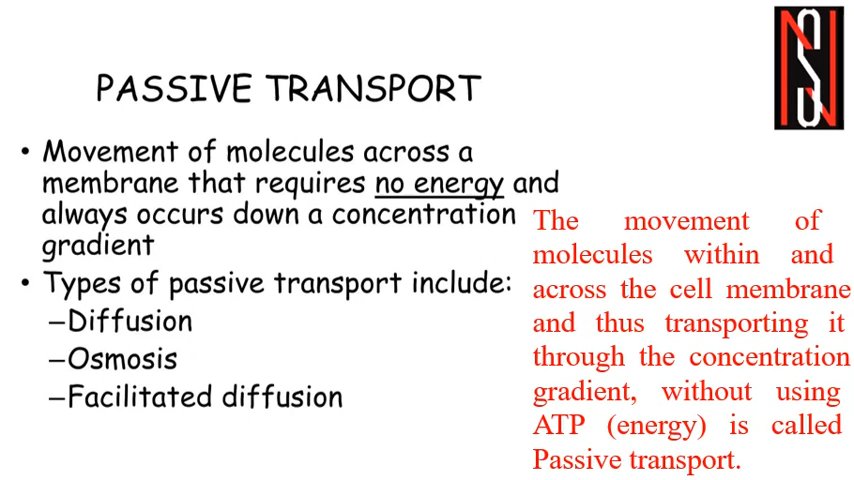 PASSIVE TRANSPORT
• Movement of molecules across a
membrane that requires no energy and
always occurs down a concentration
gradient
• Types of passive transport include:
–Diffusion
–Osmosis
–Facilitated diffusion
The movement of
molecules within and
across the cell membrane
and thus transporting it
through the concentration
gradient, without using
ATP (energy) is called
Passive transport.